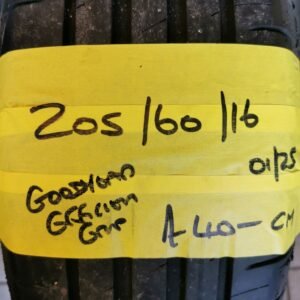 205/60/16
01/25
GOODYEAR
EFFICIENT
GRIP
A-40-CM